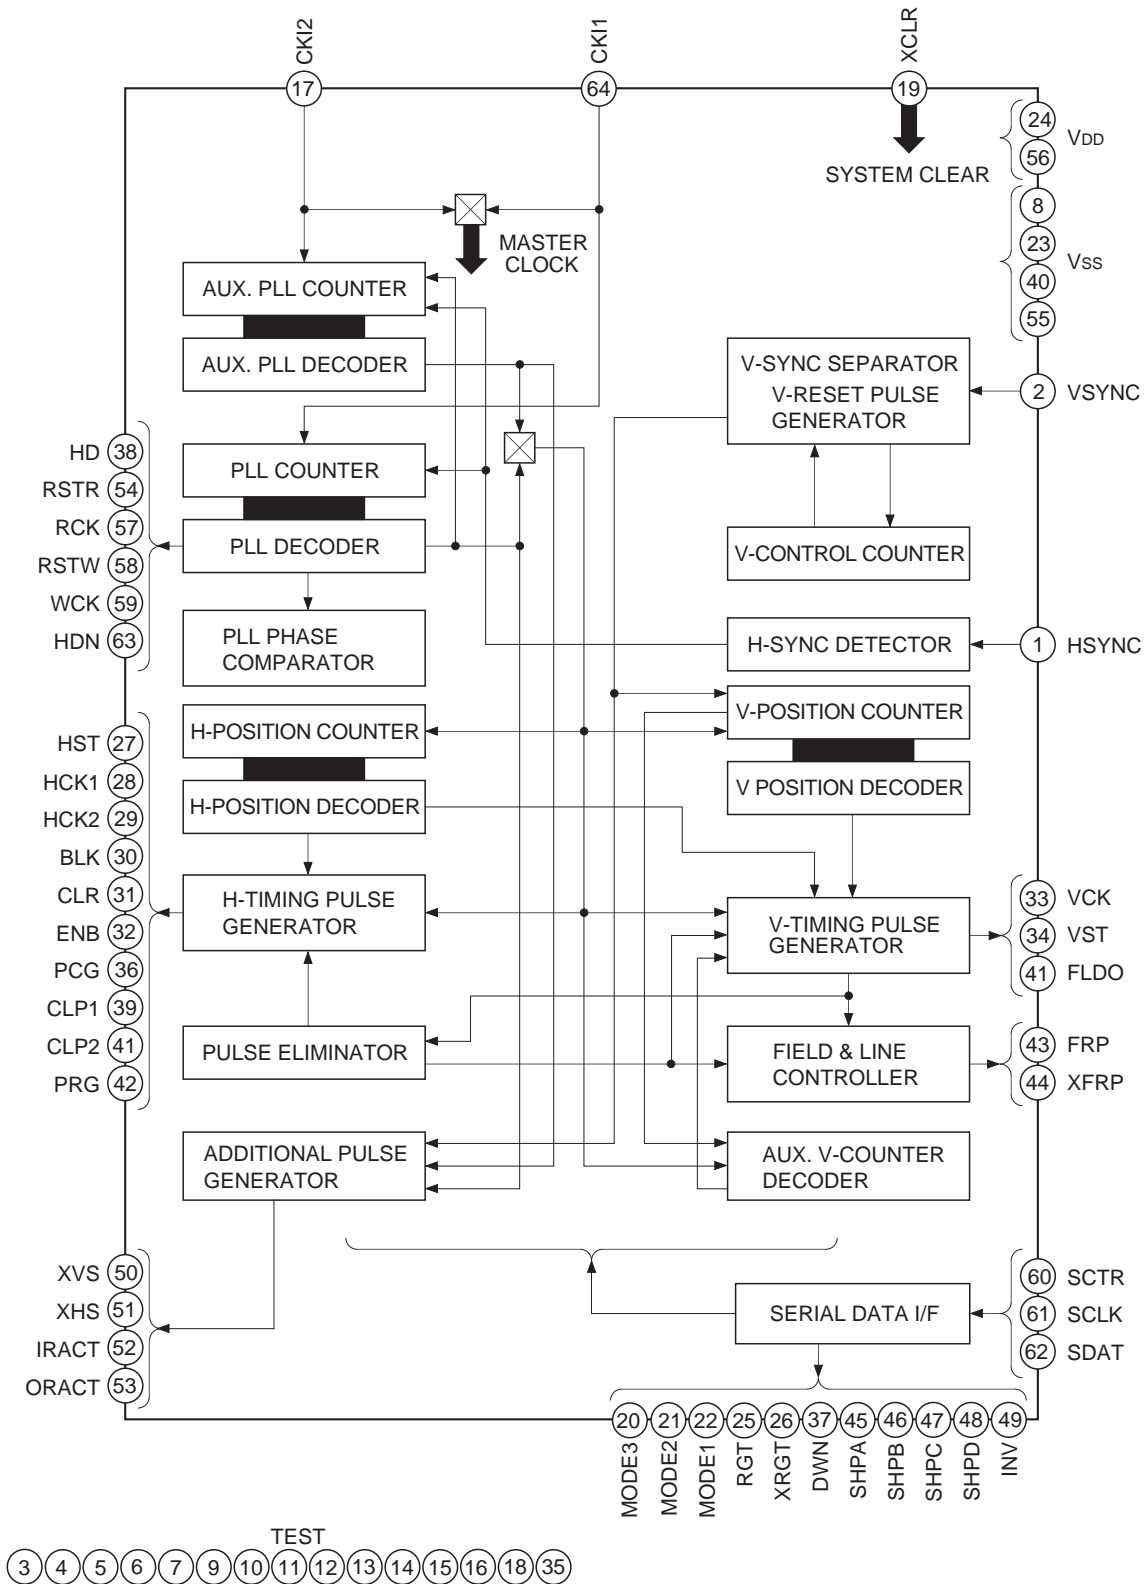 CKI2
CKI1
XCLR
17
64
19
24
VDD
56
SYSTEM CLEAR
8
23
VSS
40
55
MASTER
CLOCK
AUX. PLL COUNTER
AUX. PLL DECODER
V-SYNC SEPARATOR
V-RESET PULSE
GENERATOR
2
VSYNC
HD
38
RSTR
54
RCK
57
RSTW
58
WCK
59
HDN
63
PLL COUNTER
PLL DECODER
V-CONTROL COUNTER
PLL PHASE
COMPARATOR
H-SYNC DETECTOR
1
HSYNC
H-POSITION COUNTER
V-POSITION COUNTER
H-POSITION DECODER
V POSITION DECODER
HST
27
HCK1
28
HCK2
29
BLK
30
CLR
31
ENB
32
PCG
36
CLP1
39
CLP2
41
PRG
42
H-TIMING PULSE
GENERATOR
V-TIMING PULSE
GENERATOR
33
VCK
34
VST
41
FLDO
PULSE ELIMINATOR
FIELD & LINE
CONTROLLER
43
FRP
44
XFRP
ADDITIONAL PULSE
GENERATOR
AUX. V-COUNTER
DECODER
XVS
50
XHS
51
IRACT
52
ORACT
53
SERIAL DATA I/F
60
SCTR
61
SCLK
62
SDAT
20
21
22
25
26
37
45
46
47
48
49
MODE3
MODE2
MODE1
RGT
XRGT
DWN
SHPA
SHPB
SHPC
SHPD
INV
TEST
3 4 5 6 7 9 10 11 12 13 14 15 16 18 35